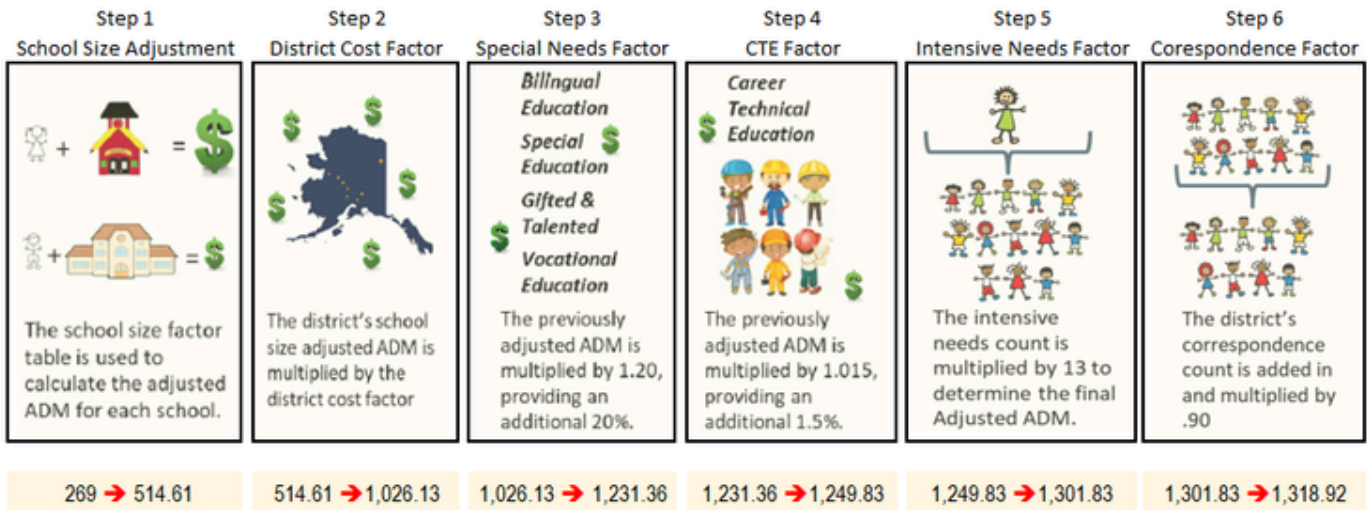 Step 1
School Size Adjustment
The school size factor
table is used to
calculate the adjusted
ADM for each school.
269 → 514.61
Step 2
District Cost Factor
The district's school
size adjusted ADM is
multiplied by the
district cost factor
514.61 → 1,026.13
Step 3
Special Needs Factor
Bilingual
Education
Special
Education
Gifted &
Talented
Vocational
Education
The previously
adjusted ADM is
multiplied by 1.20,
providing an
additional 20%.
1,026.13 → 1,231.36
Step 4
CTE Factor
Career
Technical
Education
The previously
adjusted ADM is
multiplied by 1.015,
providing an
additional 1.5%.
1,231.36 → 1,249.83
Step 5
Intensive Needs Factor
The intensive
needs count is
multiplied by 13 to
determine the final
Adjusted ADM.
1,249.83 → 1,301.83
Step 6
Corespondence Factor
The district's
correspondence
count is added in
and multiplied by
.90
1,301.83 → 1,318.92